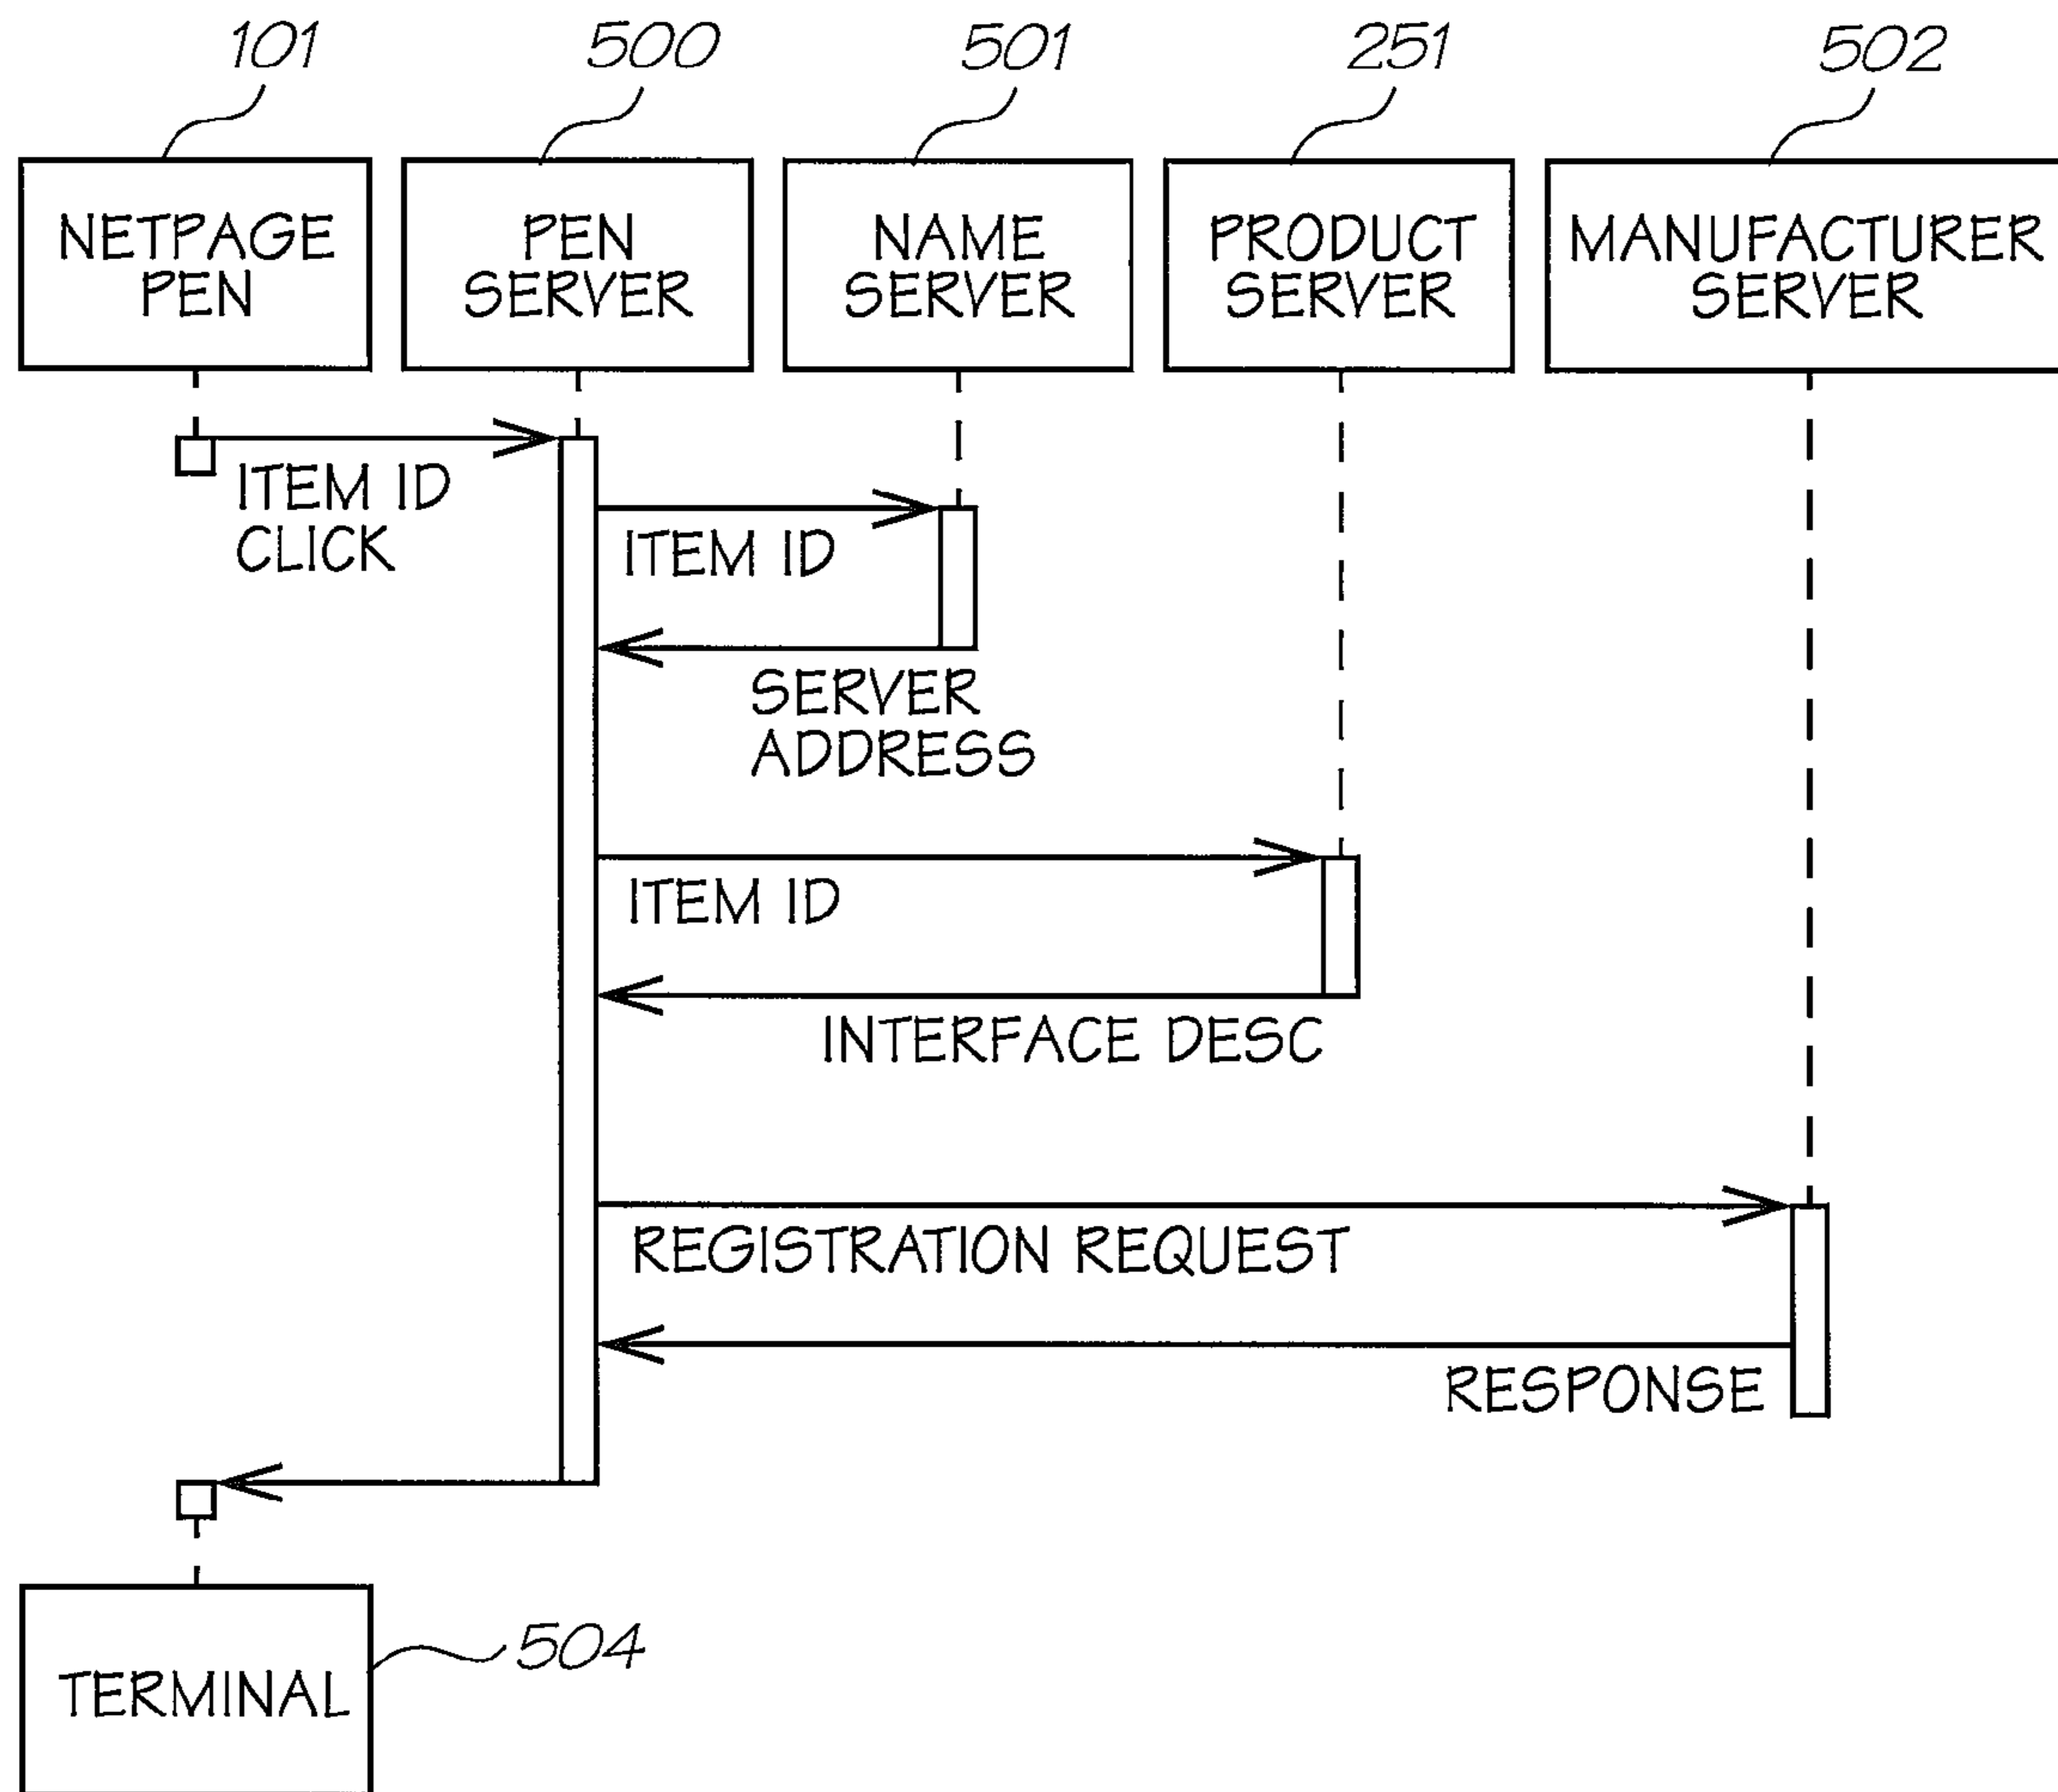 101
500
501
251
502
NETPAGE
PEN
PEN
SERVER
NAME
SERVER
PRODUCT
SERVER
MANUFACTURER
SERVER
ITEM ID
CLICK
ITEM ID
SERVER
ADDRESS
ITEM ID
INTERFACE DESC
REGISTRATION REQUEST
RESPONSE
504
TERMINAL